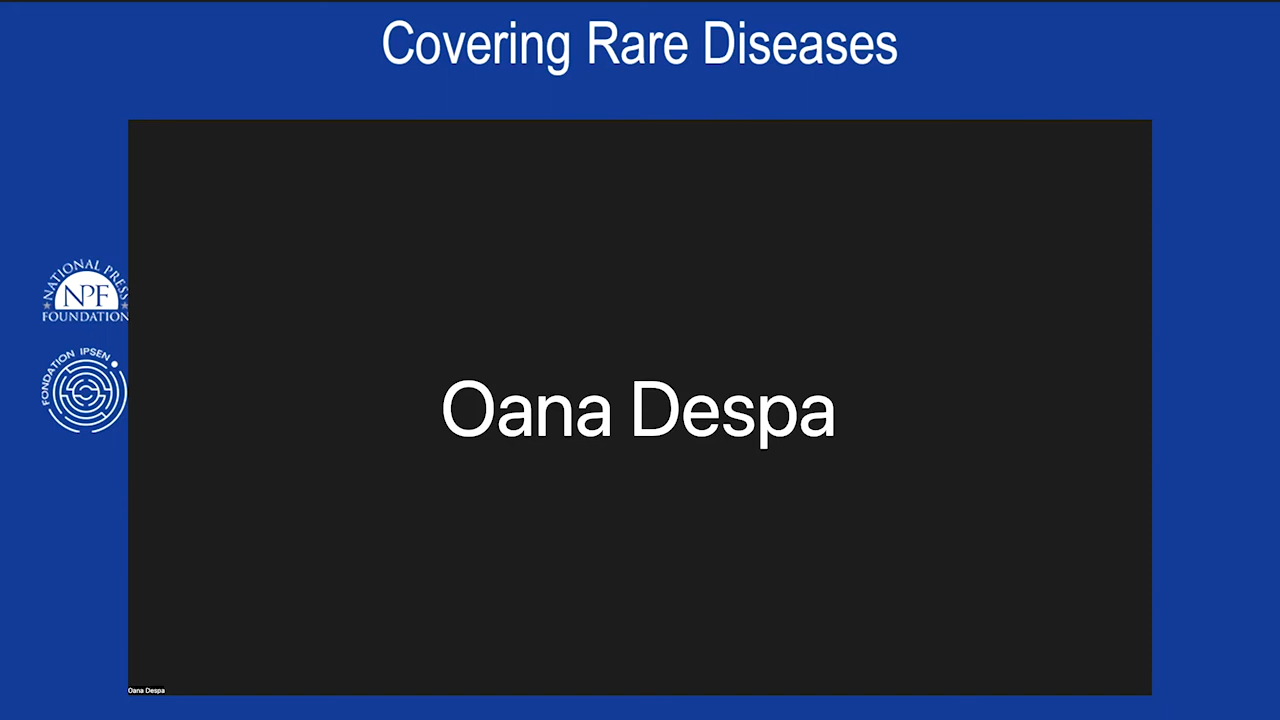 Covering Rare Diseases
NATIONAL PRESS
NPF
FOUNDATION
FONDATION IPSEN
Oana Despa
Oana Despa